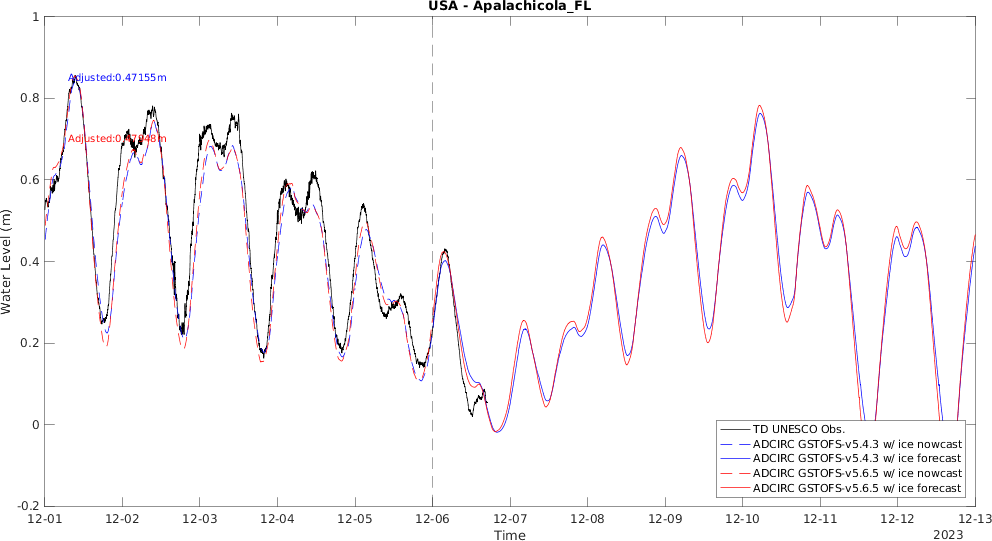 USA - Apalachicola_FL
1
0.8
0.6
0.4
0.2
0
-0.2
Water Level (m)
Adjusted:0.47155m
TD UNESCO Obs.
ADCIRC GSTOFS-v5.4.3 w/ ice nowcast
ADCIRC GSTOFS-v5.4.3 w/ ice forecast
ADCIRC GSTOFS-v5.6.5 w/ ice nowcast
ADCIRC GSTOFS-v5.6.5 w/ ice forecast
12-01 12-02 12-03 12-04 12-05 12-06 12-07 12-08 12-09 12-10 12-11 12-12 12-13
Time
2023